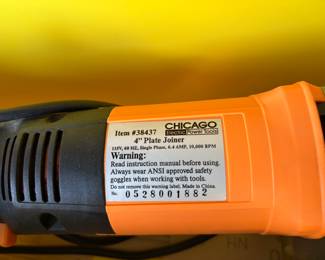 CHICAGO
Electric Power Tools
Item #38437
4" Plate Joiner
115V, 60 HZ, Single Phase, 6.4 AMP, 10,000 RPM
Warning:
Read instruction manual before using.
Always wear ANSI approved safety
goggles when working with tools.
Do not remove this warning label. Made in China.
No. 0528001882